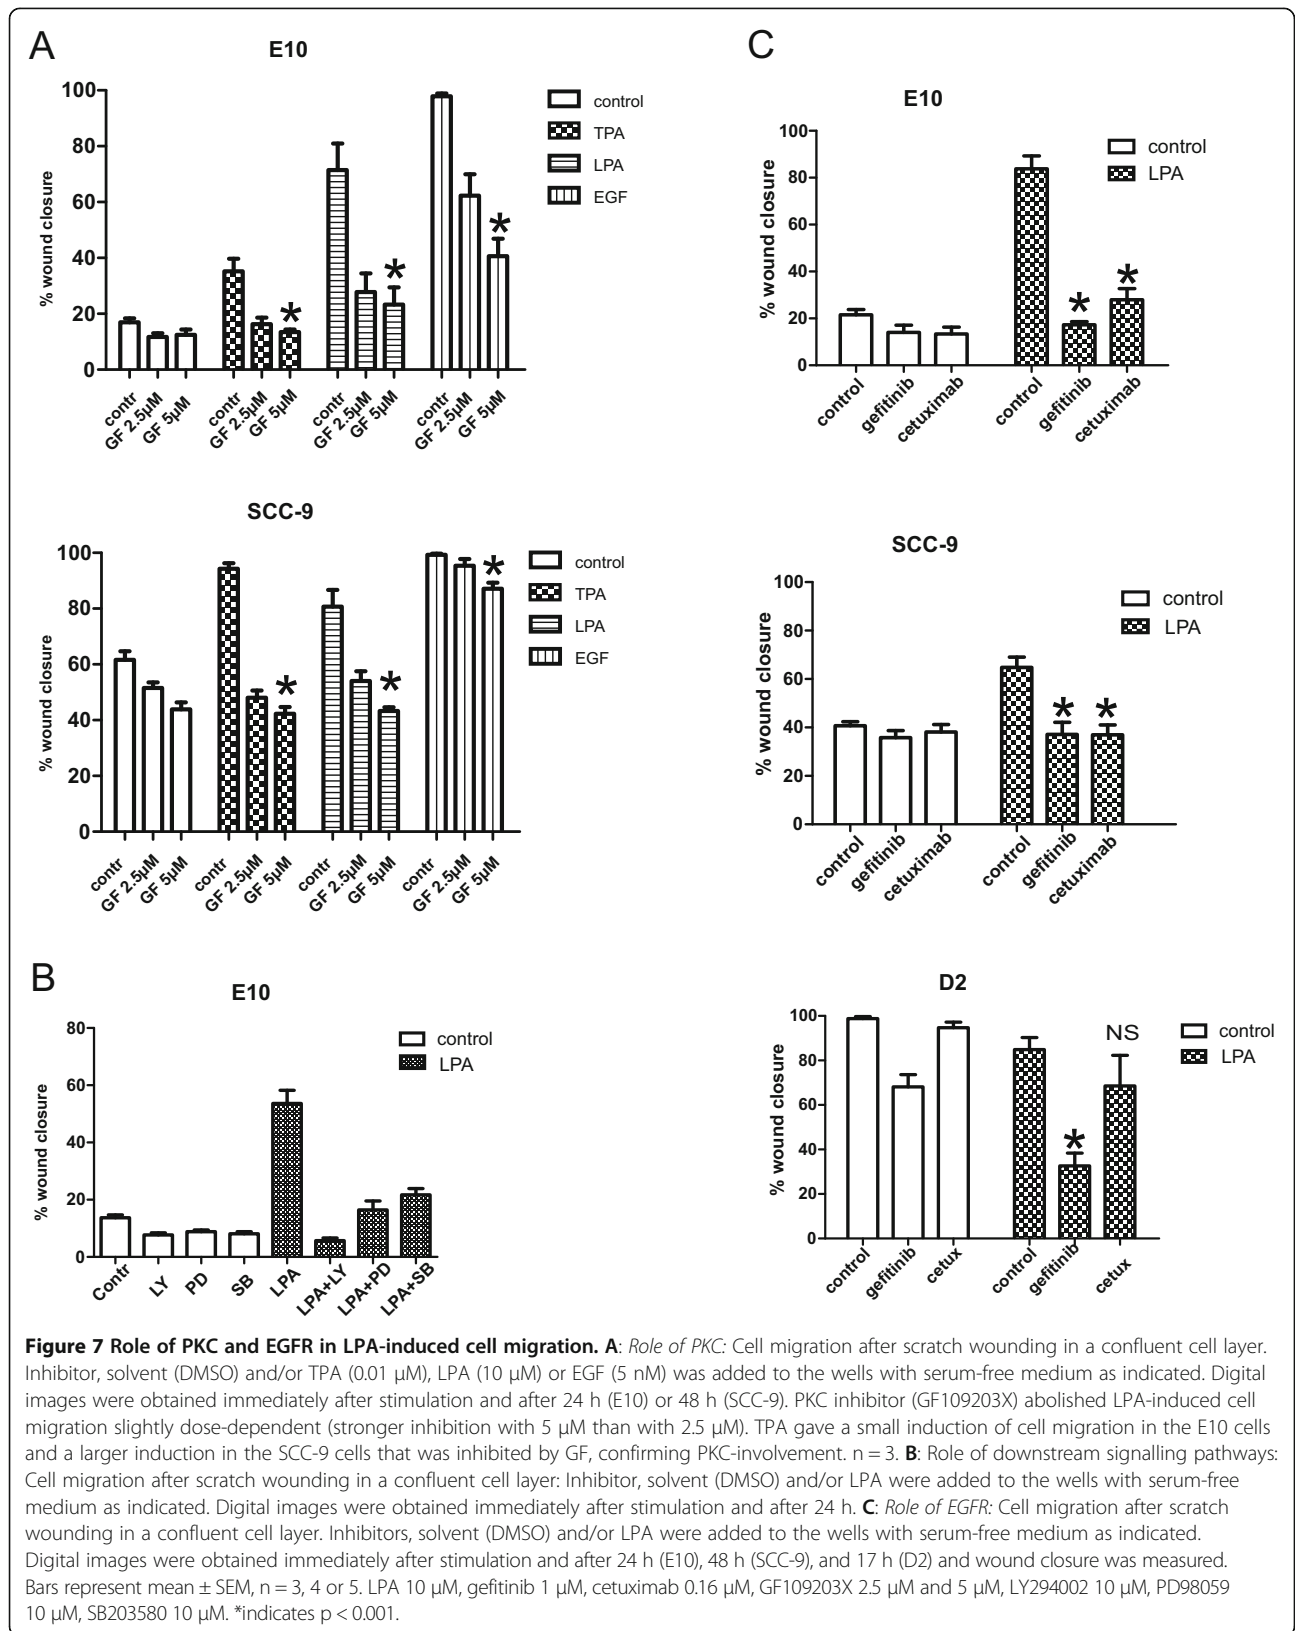 A
E10
100
80
60
40
20
0
% wound closure
control
TPA
LPA
EGF
contr
GF 2.5µM
GF 5µM
contr
GF 2.5µM
GF 5µM
contr
GF 2.5µM
GF 5µM
contr
GF 2.5µM
GF 5µM
*
*
*
SCC-9
100
80
60
40
20
0
% wound closure
control
TPA
LPA
EGF
contr
GF 2.5µM
GF 5µM
contr
GF 2.5µM
GF 5µM
contr
GF 2.5µM
GF 5µM
contr
GF 2.5µM
GF 5µM
*
*
*
B
E10
80
60
40
20
0
% wound closure
control
LPA
Contr
LY
PD
SB
LPA
LPA+LY
LPA+PD
LPA+SB
C
E10
100
80
60
40
20
0
% wound closure
control
LPA
control
gefitinib
cetuximab
control
gefitinib
cetuximab
*
*
SCC-9
100
80
60
40
20
0
% wound closure
control
LPA
control
gefitinib
cetuximab
control
gefitinib
cetuximab
*
*
D2
100
80
60
40
20
0
% wound closure
control
LPA
control
gefitinib
cetux
control
gefitinib
cetux
*
NS
Figure 7 Role of PKC and EGFR in LPA-induced cell migration. A: Role of PKC: Cell migration after scratch wounding in a confluent cell layer.
Inhibitor, solvent (DMSO) and/or TPA (0.01 µM), LPA (10 µM) or EGF (5 nM) was added to the wells with serum-free medium as indicated. Digital
images were obtained immediately after stimulation and after 24 h (E10) or 48 h (SCC-9). PKC inhibitor (GF109203X) abolished LPA-induced cell
migration slightly dose-dependent (stronger inhibition with 5 µM than with 2.5 µM). TPA gave a small induction of cell migration in the E10 cells
and a larger induction in the SCC-9 cells that was inhibited by GF, confirming PKC-involvement. n = 3. B: Role of downstream signalling pathways:
Cell migration after scratch wounding in a confluent cell layer: Inhibitor, solvent (DMSO) and/or LPA were added to the wells with serum-free
medium as indicated. Digital images were obtained immediately after stimulation and after 24 h. C: Role of EGFR: Cell migration after scratch
wounding in a confluent cell layer. Inhibitors, solvent (DMSO) and/or LPA were added to the wells with serum-free medium as indicated.
Digital images were obtained immediately after stimulation and after 24 h (E10), 48 h (SCC-9), and 17 h (D2) and wound closure was measured.
Bars represent mean ± SEM, n = 3, 4 or 5. LPA 10 µM, gefitinib 1 µM, cetuximab 0.16 µM, GF109203X 2.5 µM and 5 µM, LY294002 10 µM, PD98059
10 µM, SB203580 10 µM. *indicates p < 0.001.